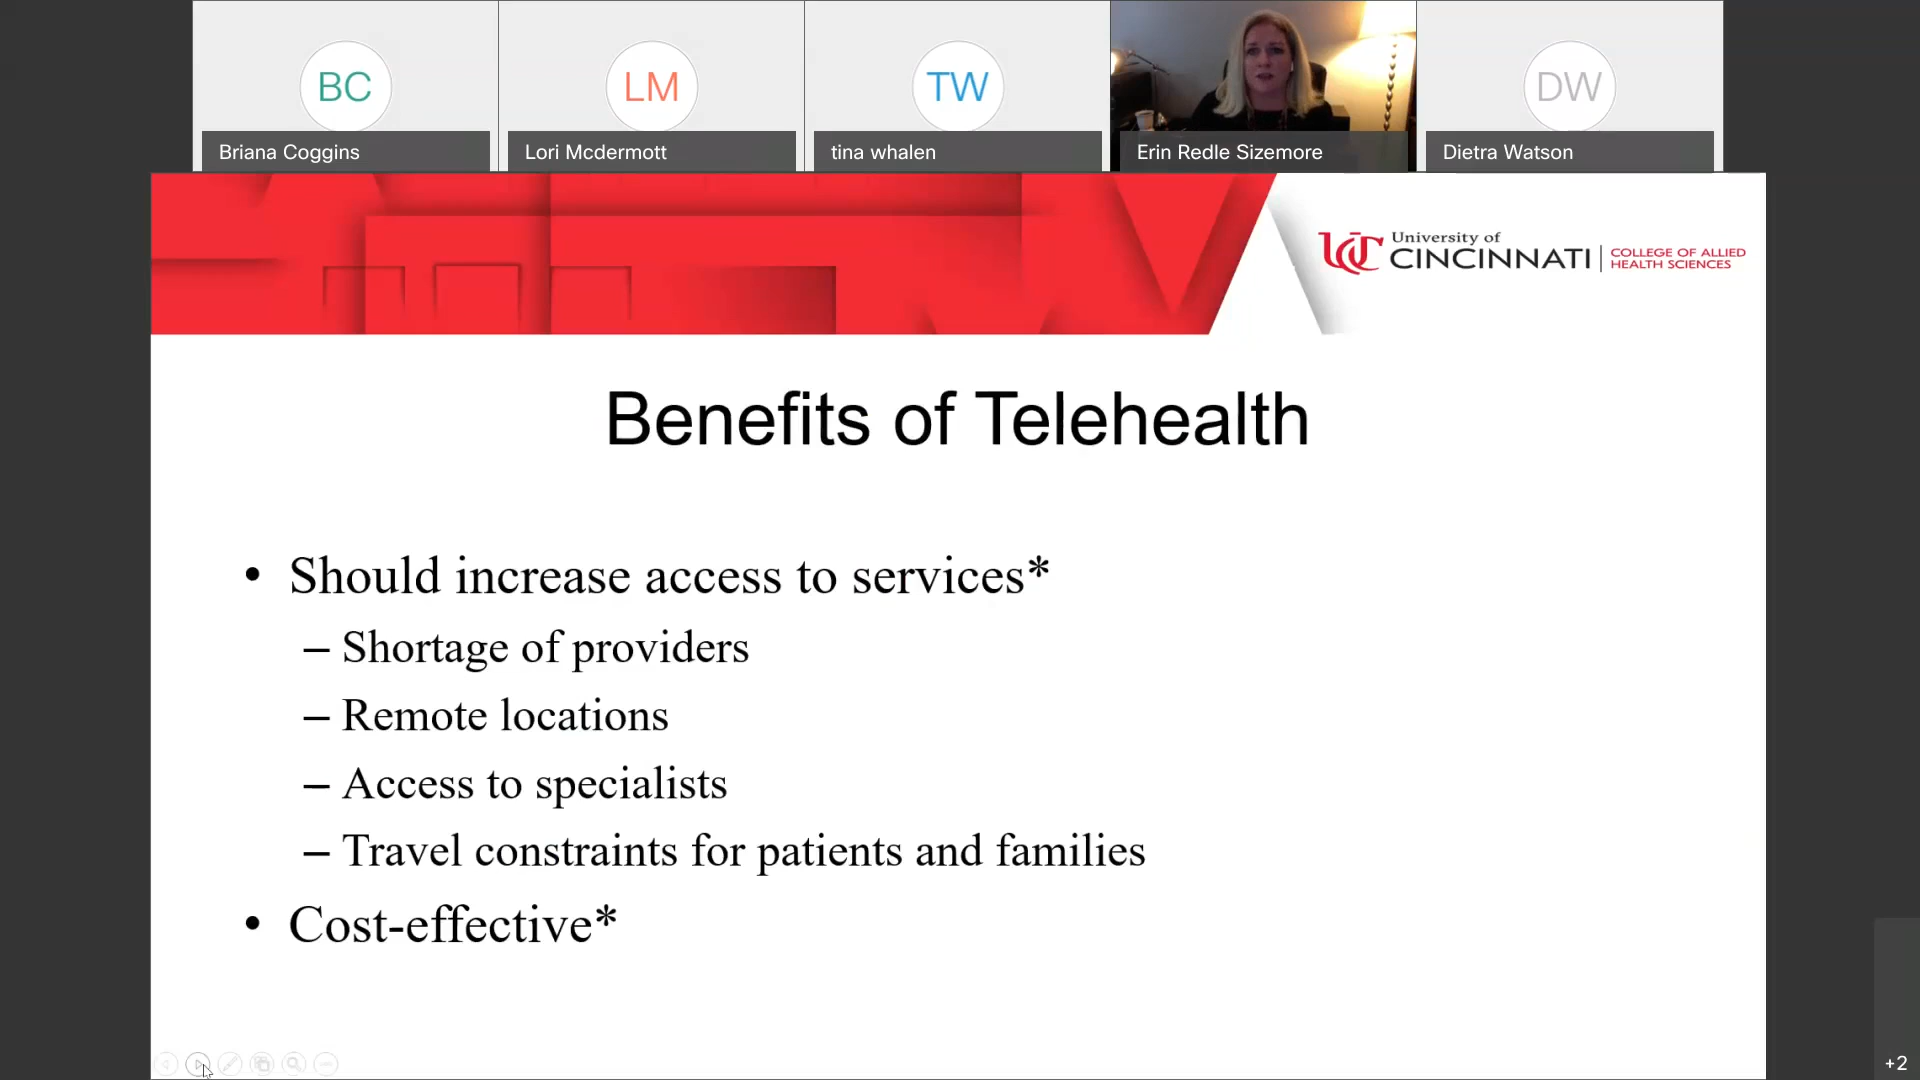 BC
LM
TW
DW
Briana Coggins
Lori Mcdermott
tina whalen
Erin Redle Sizemore
Dietra Watson
UC
University of
CINCINNATI
COLLEGE OF ALLIED
HEALTH SCIENCES
Benefits of Telehealth
• Should increase access to services*
– Shortage of providers
– Remote locations
– Access to specialists
– Travel constraints for patients and families
• Cost-effective*
+2